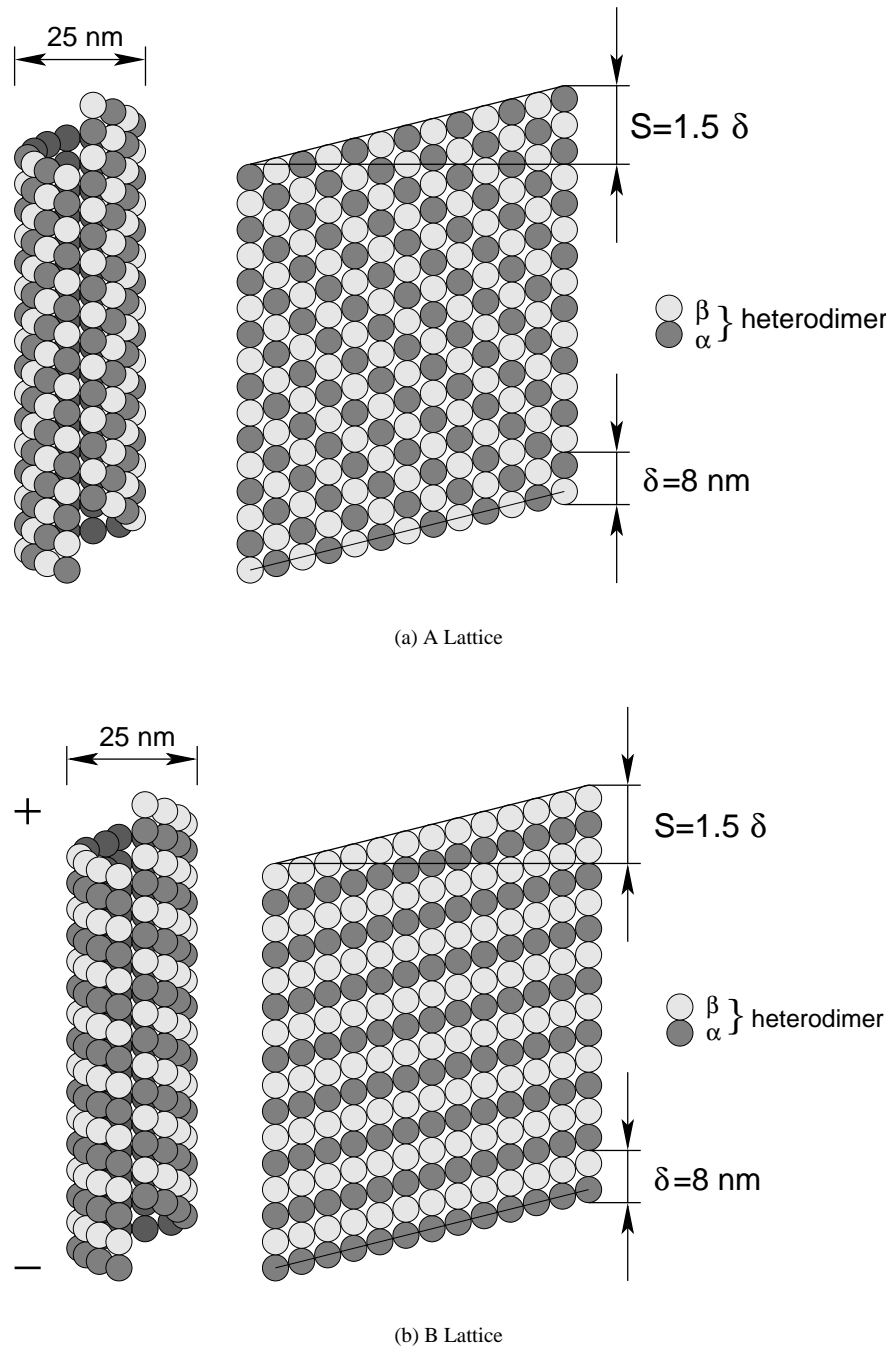 25 nm
S=1.5 δ
β
α } heterodimer
δ=8 nm
(a) A Lattice
25 nm
+
S=1.5 δ
β
α } heterodimer
δ=8 nm
−
(b) B Lattice